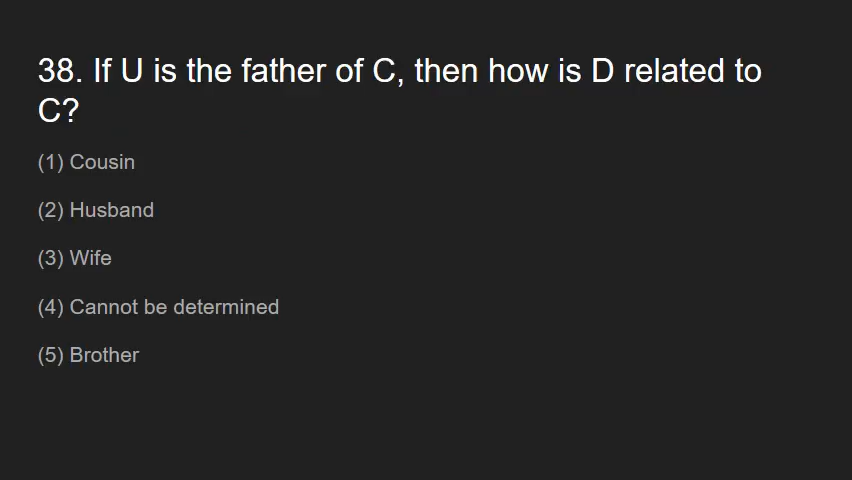 38. If U is the father of C, then how is D related to
C?
(1) Cousin
(2) Husband
(3) Wife
(4) Cannot be determined
(5) Brother